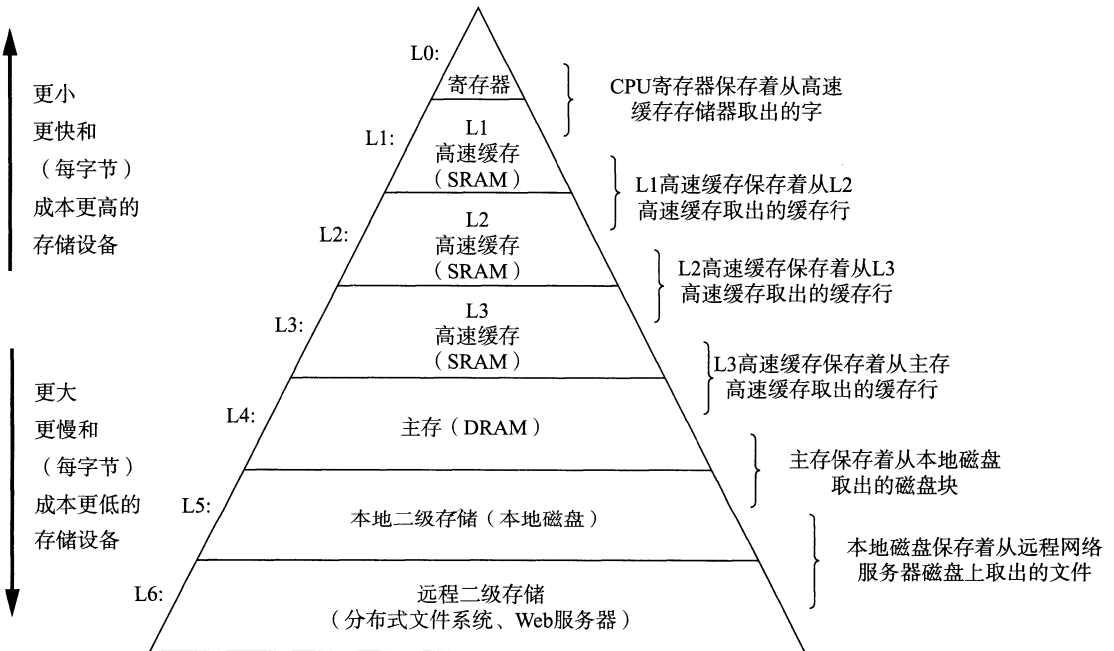 更小
更快和
（每字节）
成本更高的
存储设备
更大
更慢和
（每字节）
成本更低的
存储设备
L0:
寄存器
CPU寄存器保存着从高速
缓存存储器取出的字
L1:
L1
高速缓存
（SRAM）
L1高速缓存保存着从L2
高速缓存取出的缓存行
L2:
L2
高速缓存
（SRAM）
L2高速缓存保存着从L3
高速缓存取出的缓存行
L3:
L3
高速缓存
（SRAM）
L3高速缓存保存着从主存
高速缓存取出的缓存行
L4:
主存（DRAM）
主存保存着从本地磁盘
取出的磁盘块
L5:
本地二级存储（本地磁盘）
本地磁盘保存着从远程网络
服务器磁盘上取出的文件
L6:
远程二级存储
（分布式文件系统、Web服务器）